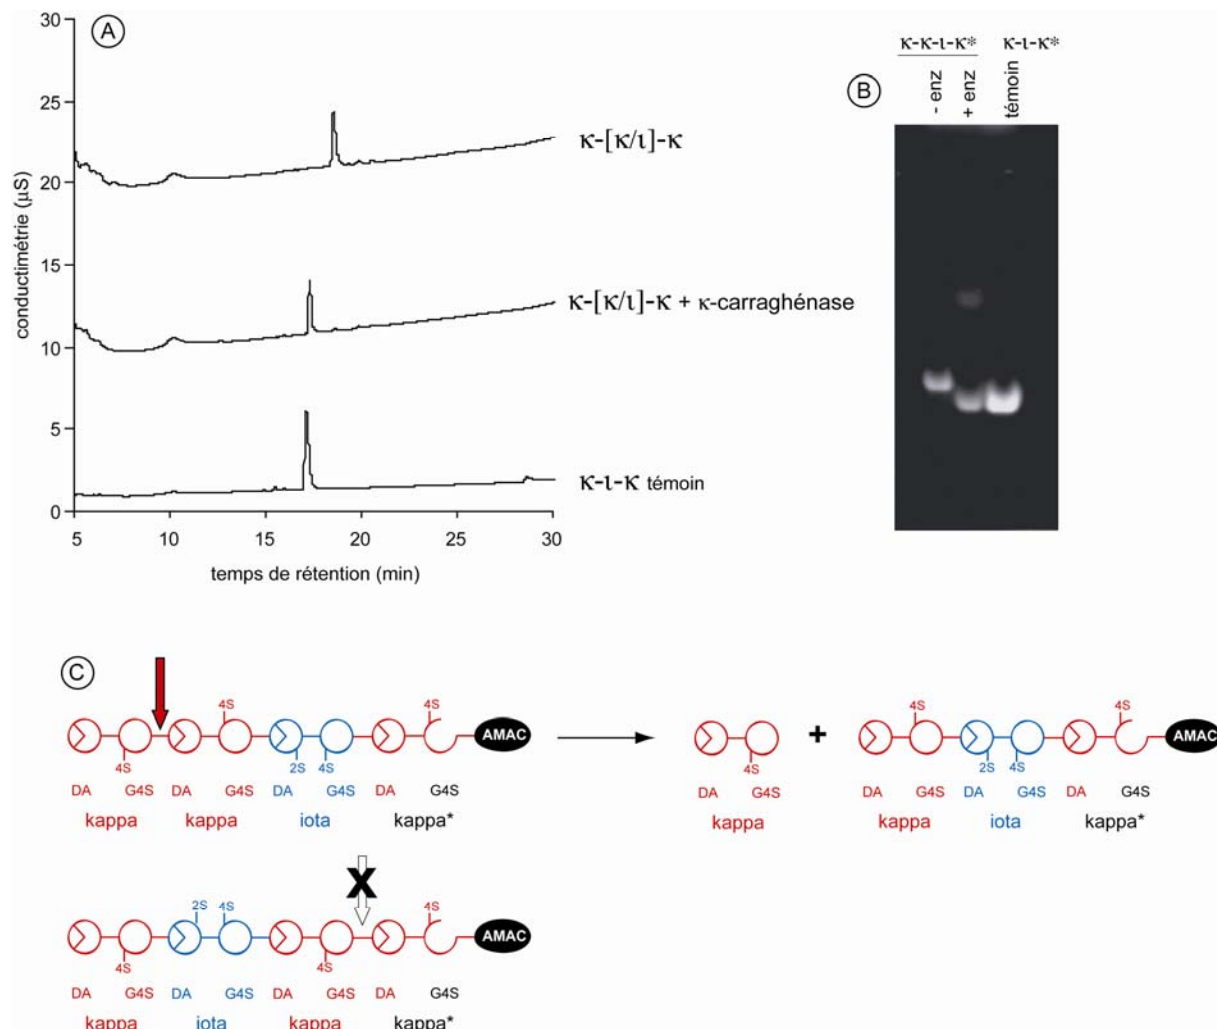 A
30
25
20
15
10
5
0
conductimétrie (µS)
κ-[κ/ι]-κ
κ-[κ/ι]-κ + κ-carraghénase
κ-ι-κ témoin
5 10 15 20 25 30
temps de rétention (min)
B
κ-κ-ι-κ* κ-ι-κ*
- enz + enz témoin
C
4S 4S
AMAC
4S 2S 4S
DA G4S DA G4S DA G4S DA G4S
kappa kappa iota kappa*
+
4S
DA G4S
kappa
4S 4S
AMAC
2S 4S
DA G4S DA G4S DA G4S
kappa iota kappa*
X
2S 4S 4S
AMAC
4S 4S
DA G4S DA G4S DA G4S DA G4S
kappa iota kappa kappa*